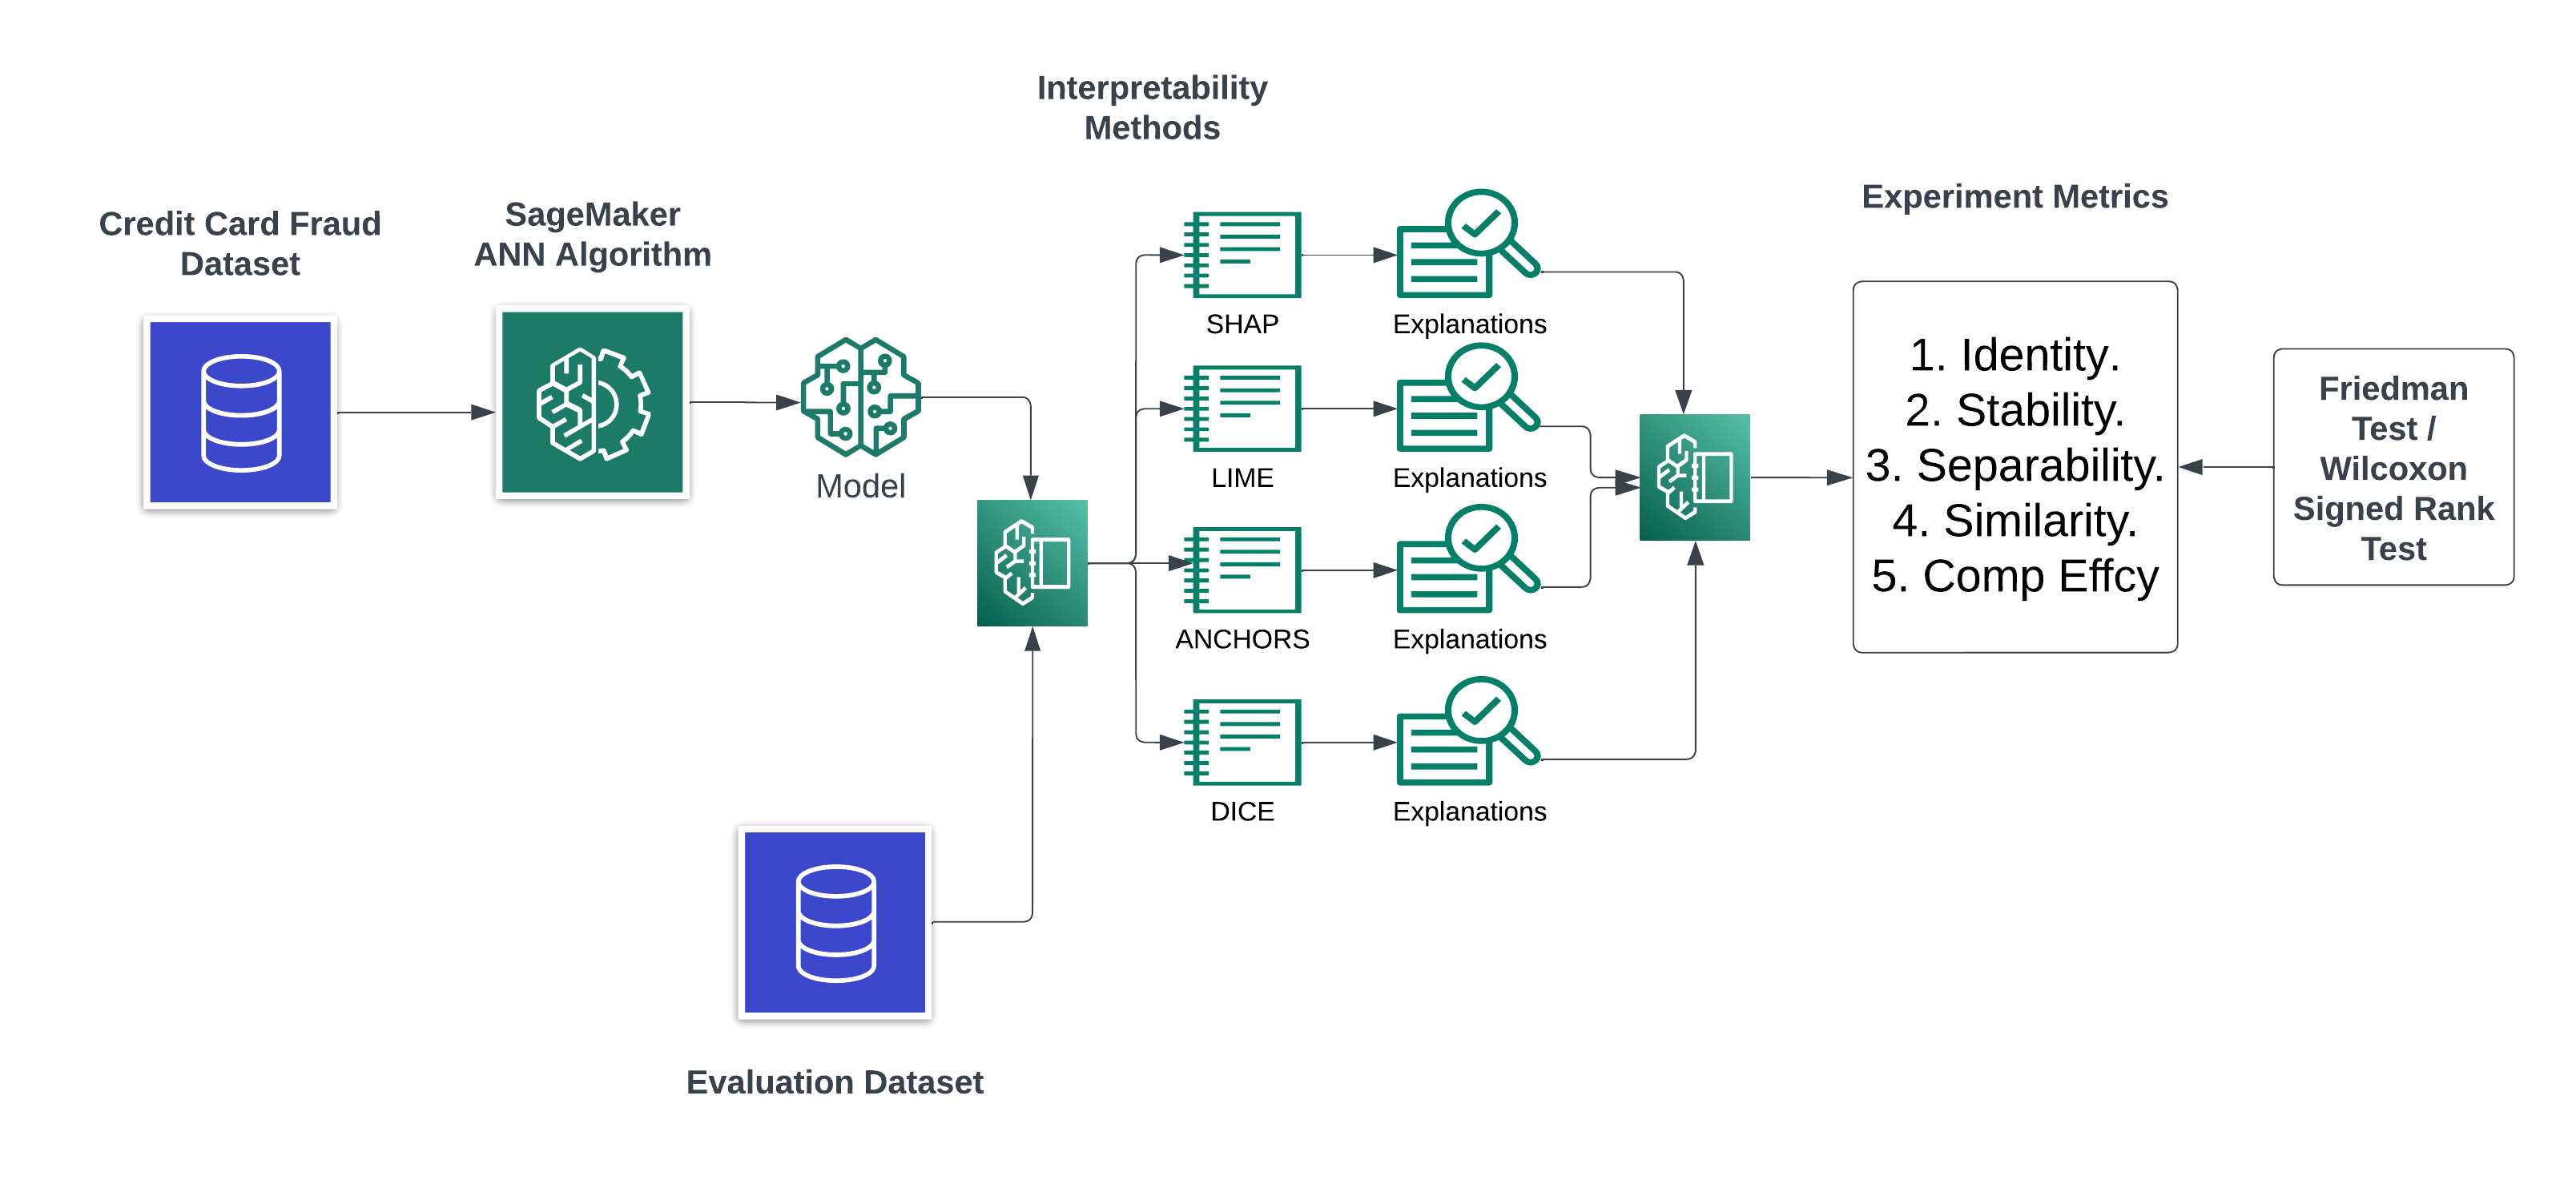 Interpretability
Methods
Credit Card Fraud
Dataset
SageMaker
ANN Algorithm
Model
Evaluation Dataset
SHAP
Explanations
LIME
Explanations
ANCHORS
Explanations
DICE
Explanations
Experiment Metrics
1. Identity.
2. Stability.
3. Separability.
4. Similarity.
5. Comp Effcy
Friedman
Test /
Wilcoxon
Signed Rank
Test